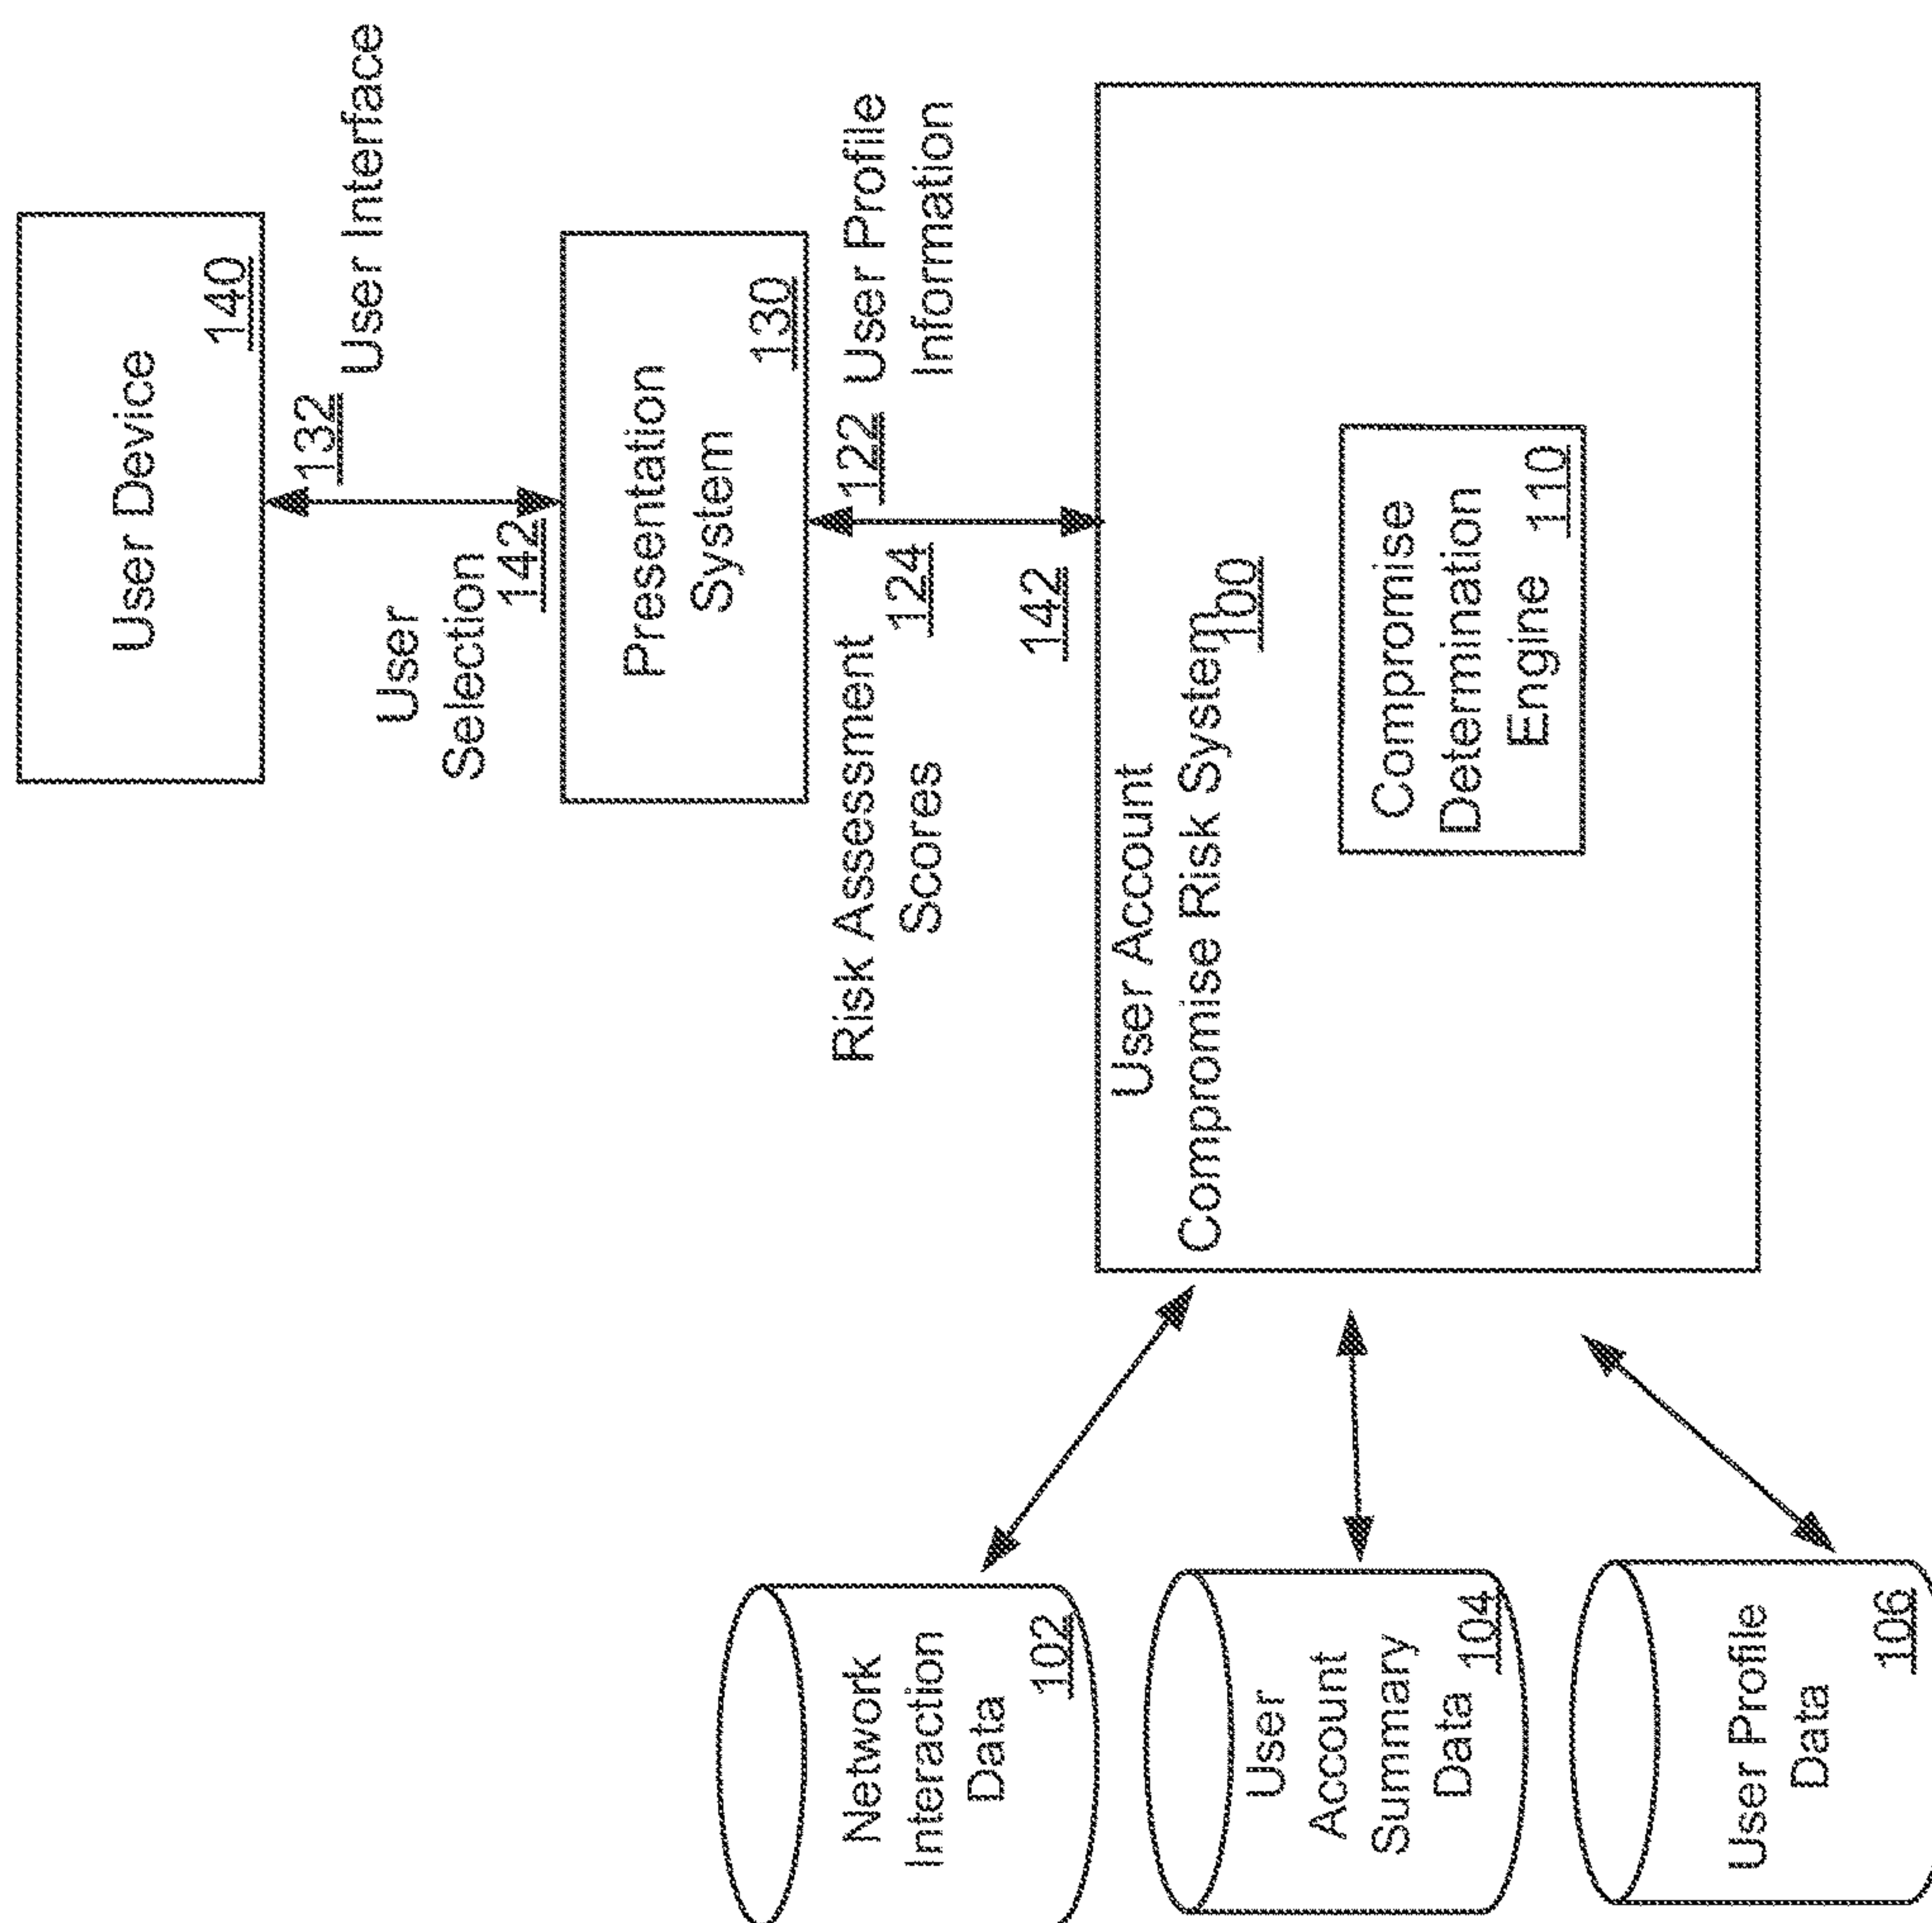 User Device
140
132
User Interface
User
Selection
142
Presentation
System
130
122 User Profile
Information
Risk Assessment
Scores
124
142
User Account
Compromise Risk System
100
Compromise
Determination
Engine 110
Network
Interaction
Data
102
User
Account
Summary
Data 104
User Profile
Data
106